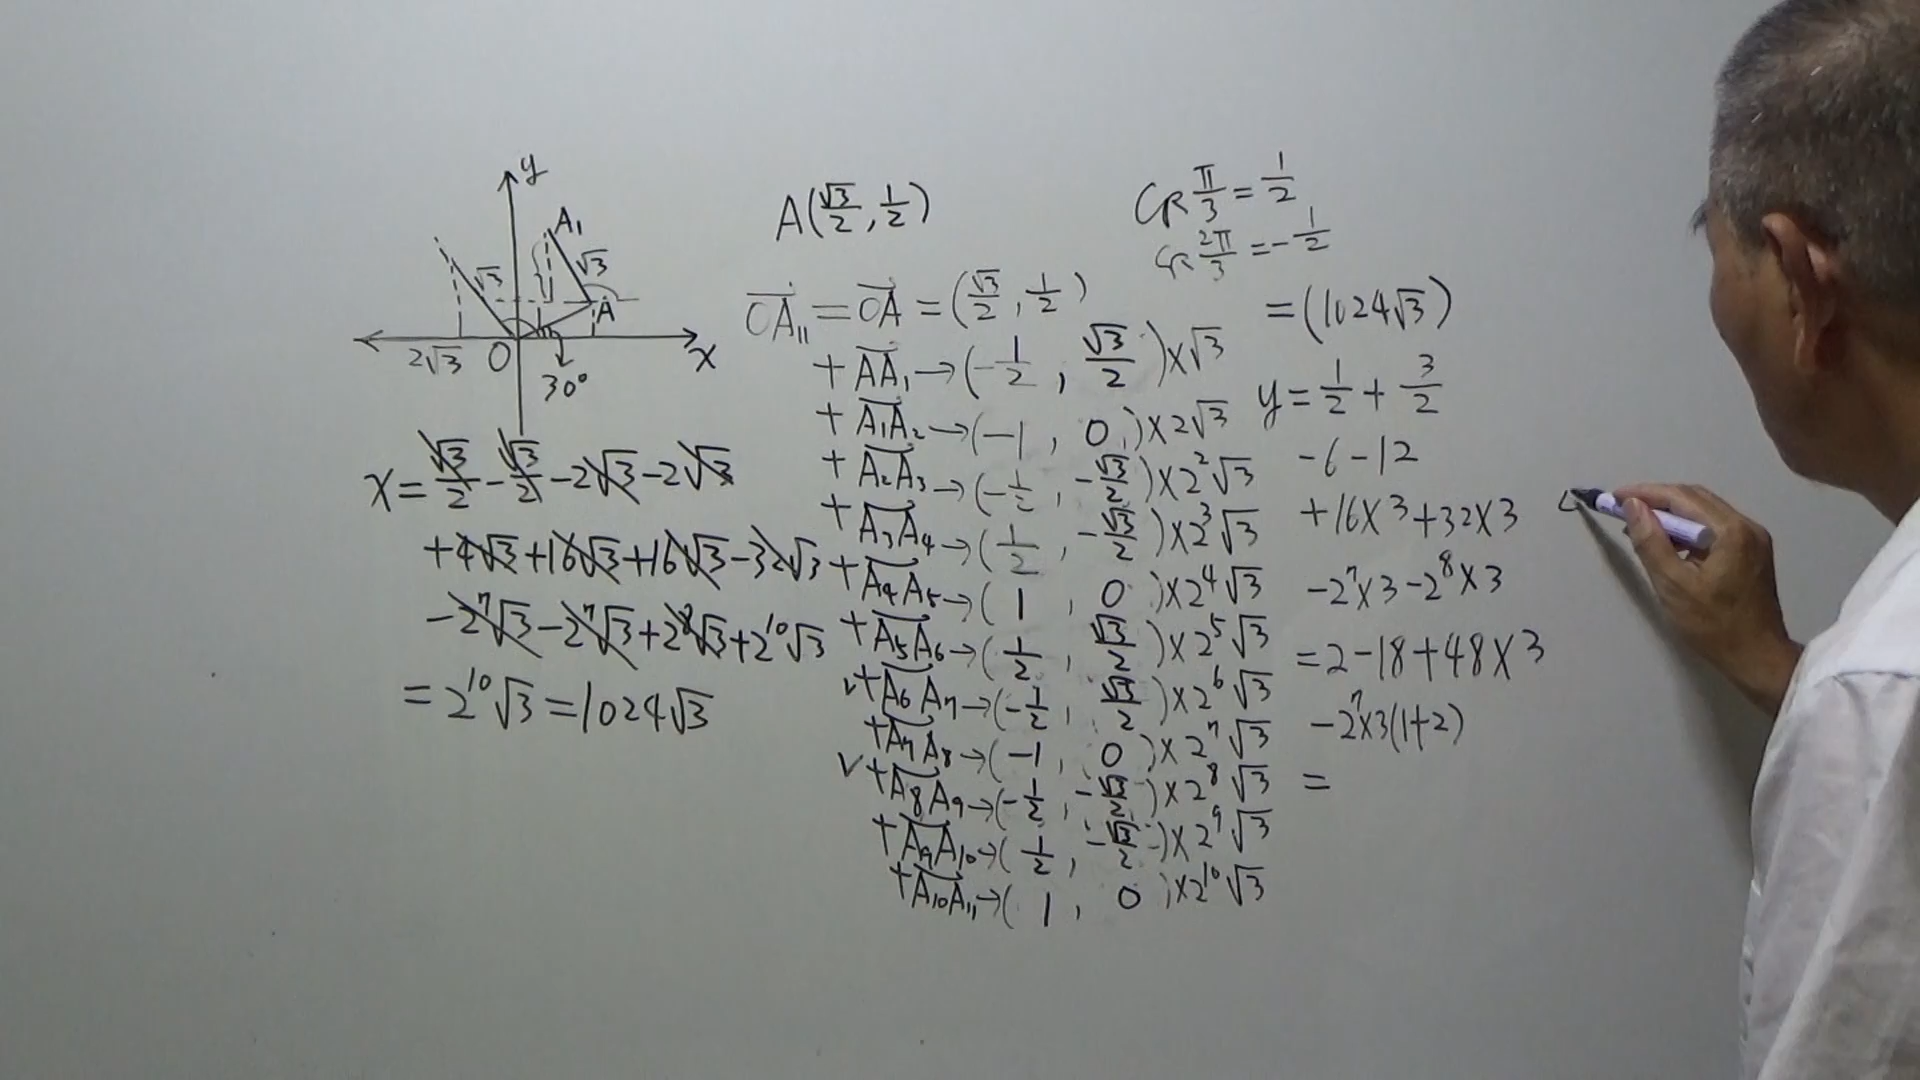 y
A₁
√3
√3
A
2√3
O
x
30°
A(√3/2, 1/2)
cos π/3 = 1/2
cos 2π/3 = -1/2
OA₁₁ = OA = (√3/2, 1/2)
+ AA₁ → (-1/2, √3/2) × √3
+ A₁A₂ → (-1, 0) × 2√3
+ A₂A₃ → (-1/2, -√3/2) × 2²√3
+ A₃A₄ → (1/2, -√3/2) × 2³√3
+ A₄A₅ → (1, 0) × 2⁴√3
+ A₅A₆ → (1/2, √3/2) × 2⁵√3
√ + A₆A₇ → (-1/2, √3/2) × 2⁶√3
+ A₇A₈ → (-1, 0) × 2⁷√3
√ + A₈A₉ → (-1/2, -√3/2) × 2⁸√3
+ A₉A₁₀ → (1/2, -√3/2) × 2⁹√3
+ A₁₀A₁₁ → (1, 0) × 2¹⁰√3
x = √3/2 - √3/2 - 2√3 - 2√3
+ 4√3 + 16√3 + 16√3 - 32√3
- 2⁷√3 - 2⁷√3 + 2⁸√3 + 2¹⁰√3
= 2¹⁰√3 = 1024√3
= (1024√3)
y = 1/2 + 3/2
- 6 - 12
+ 16×3 + 32×3
- 2⁷×3 - 2⁸×3
= 2 - 18 + 48×3
- 2⁷×3(1+2)
=